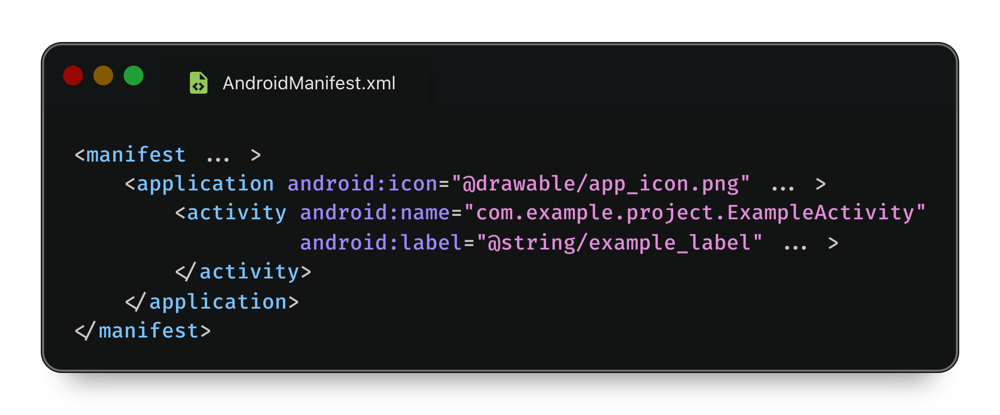 AndroidManifest.xml
<manifest ... >
    <application android:icon="@drawable/app_icon.png" ... >
        <activity android:name="com.example.project.ExampleActivity"
                  android:label="@string/example_label" ... >
        </activity>
    </application>
</manifest>